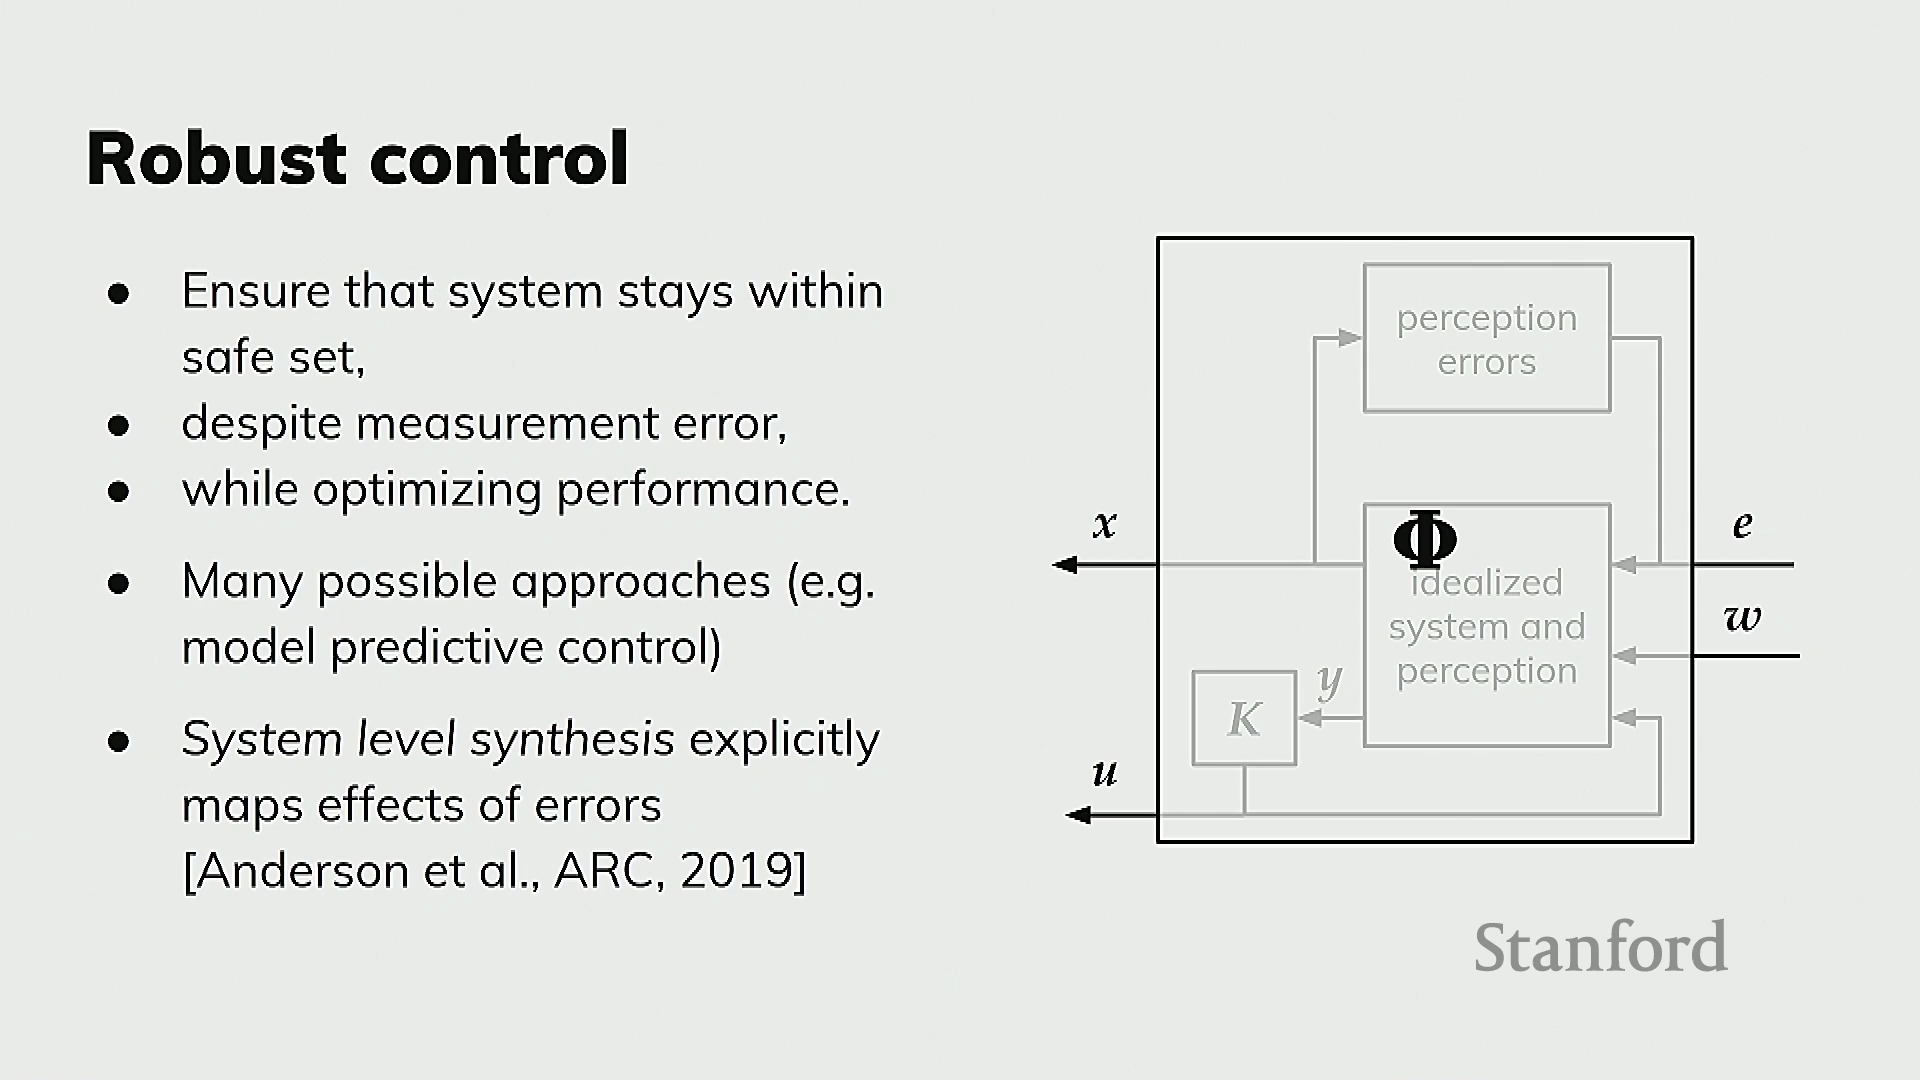 Robust control
● Ensure that system stays within
safe set,
● despite measurement error,
● while optimizing performance.
● Many possible approaches (e.g.
model predictive control)
● System level synthesis explicitly
maps effects of errors
[Anderson et al., ARC, 2019]
perception
errors
x
Φ
e
idealized
system and
perception
w
K
y
u
Stanford